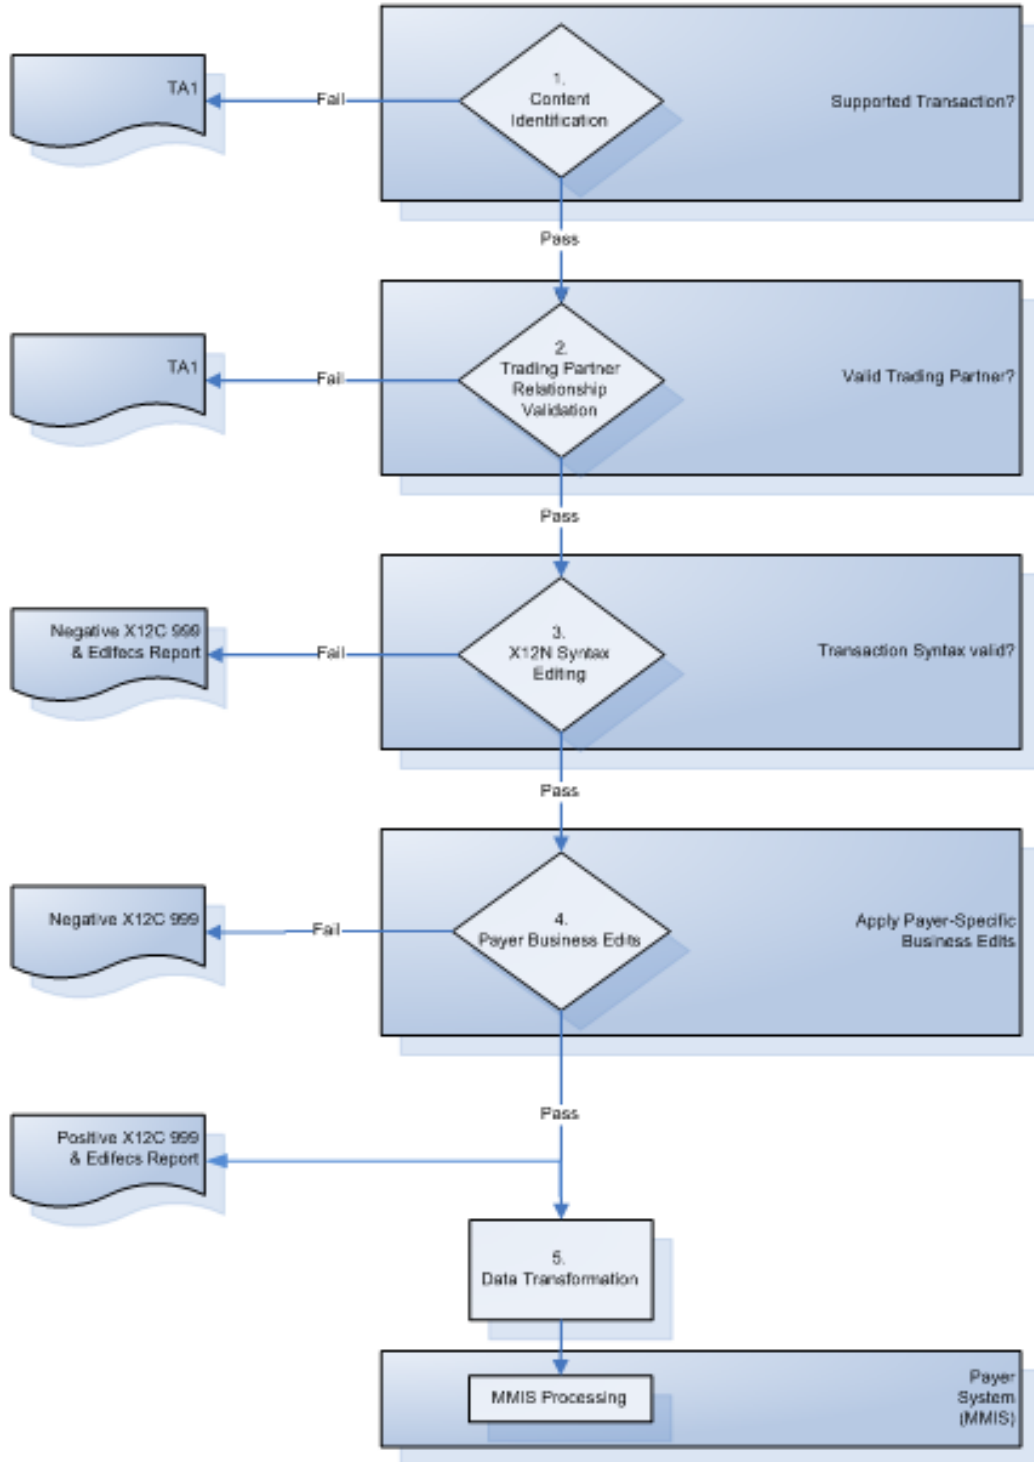 1.
Content
Identification
Supported Transaction?
TA1
Fail
Pass
2.
Trading Partner
Relationship
Validation
Valid Trading Partner?
TA1
Fail
Pass
3.
X12N Syntax
Editing
Transaction Syntax valid?
Negative X12C 999
& Edifecs Report
Fail
Pass
4.
Payer Business Edits
Apply Payer-Specific
Business Edits
Negative X12C 999
Fail
Pass
Positive X12C 999
& Edifecs Report
5.
Data Transformation
MMIS Processing
Payer
System
(MMIS)